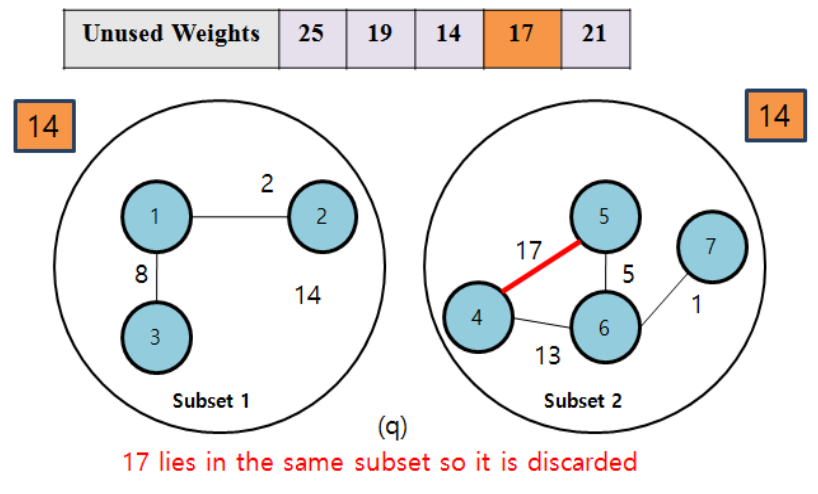 Unused Weights 25 19 14 17 21
14
14
1 2 2
8
3
14
5
17
7
4
5
6
1
13
Subset 1
Subset 2
(q)
17 lies in the same subset so it is discarded